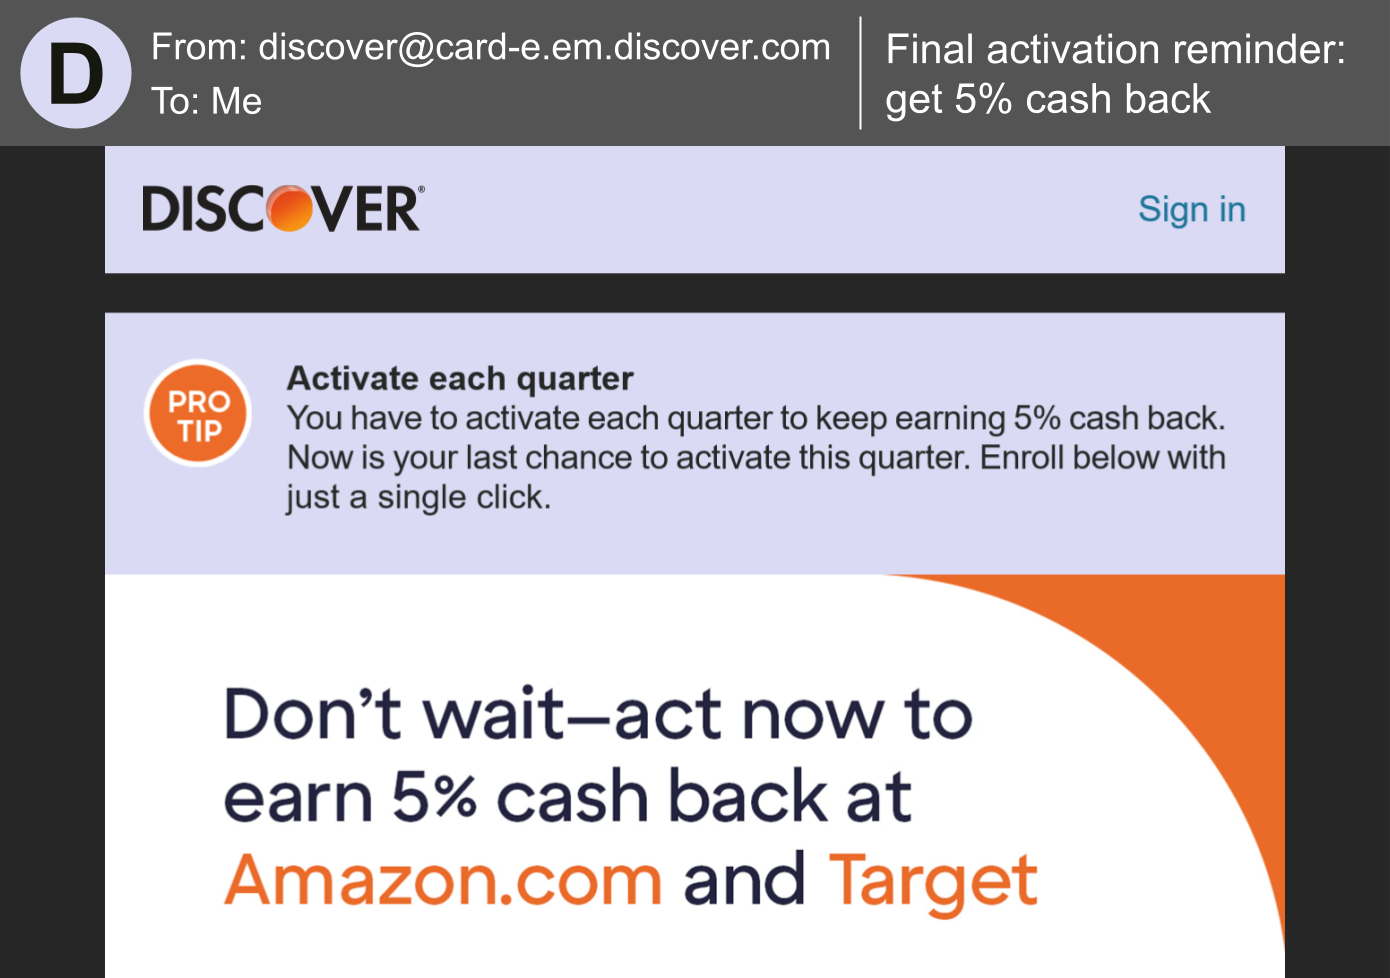 D
From: discover@card-e.em.discover.com
To: Me
Final activation reminder:
get 5% cash back
DISCOVER®
Sign in
PRO
TIP
Activate each quarter
You have to activate each quarter to keep earning 5% cash back.
Now is your last chance to activate this quarter. Enroll below with
just a single click.
Don’t wait—act now to
earn 5% cash back at
Amazon.com and Target